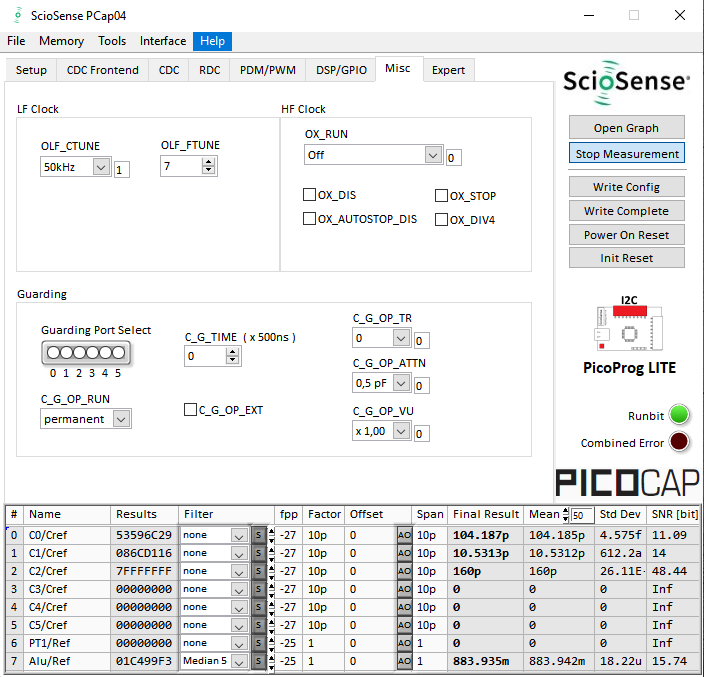 ScioSense PCap04
File Memory Tools Interface Help
Setup CDC Frontend CDC RDC PDM/PWM DSP/GPIO Misc Expert
ScioSense
LF Clock
OLF_CTUNE OLF_FTUNE
50kHz 1 7
HF Clock
OX_RUN
Off 0
OX_DIS OX_STOP
OX_AUTOSTOP_DIS OX_DIV4
Open Graph
Stop Measurement
Write Config
Write Complete
Power On Reset
Init Reset
Guarding
Guarding Port Select
0 1 2 3 4 5
C_G_OP_RUN
permanent
C_G_TIME ( x 500ns )
0
C_G_OP_EXT
C_G_OP_TR
0 0
C_G_OP_ATTN
0,5 pF 0
C_G_OP_VU
x 1,00 0
I2C
PicoProg LITE
Runbit
Combined Error
PICOCAP
# Name Results Filter fpp Factor Offset Span Final Result Mean 50 Std Dev SNR [bit]
0 C0/Cref 53596C29 none S -27 10p 0 AO 10p 104.187p 104.185p 4.575f 11.09
1 C1/Cref 086CD116 none S -27 10p 0 AO 10p 10.5313p 10.5312p 612.2a 14
2 C2/Cref 7FFFFFFF none S -27 10p 0 AO 10p 160p 160p 26.11E- 48.44
3 C3/Cref 00000000 none S -27 10p 0 AO 10p 0 0 0 Inf
4 C4/Cref 00000000 none S -27 10p 0 AO 10p 0 0 0 Inf
5 C5/Cref 00000000 none S -27 10p 0 AO 10p 0 0 0 Inf
6 PT1/Ref 00000000 none S -25 1 0 AO 1 0 0 0 Inf
7 Alu/Ref 01C499F3 Median 5 S -25 1 0 AO 1 883.935m 883.942m 18.22u 15.74